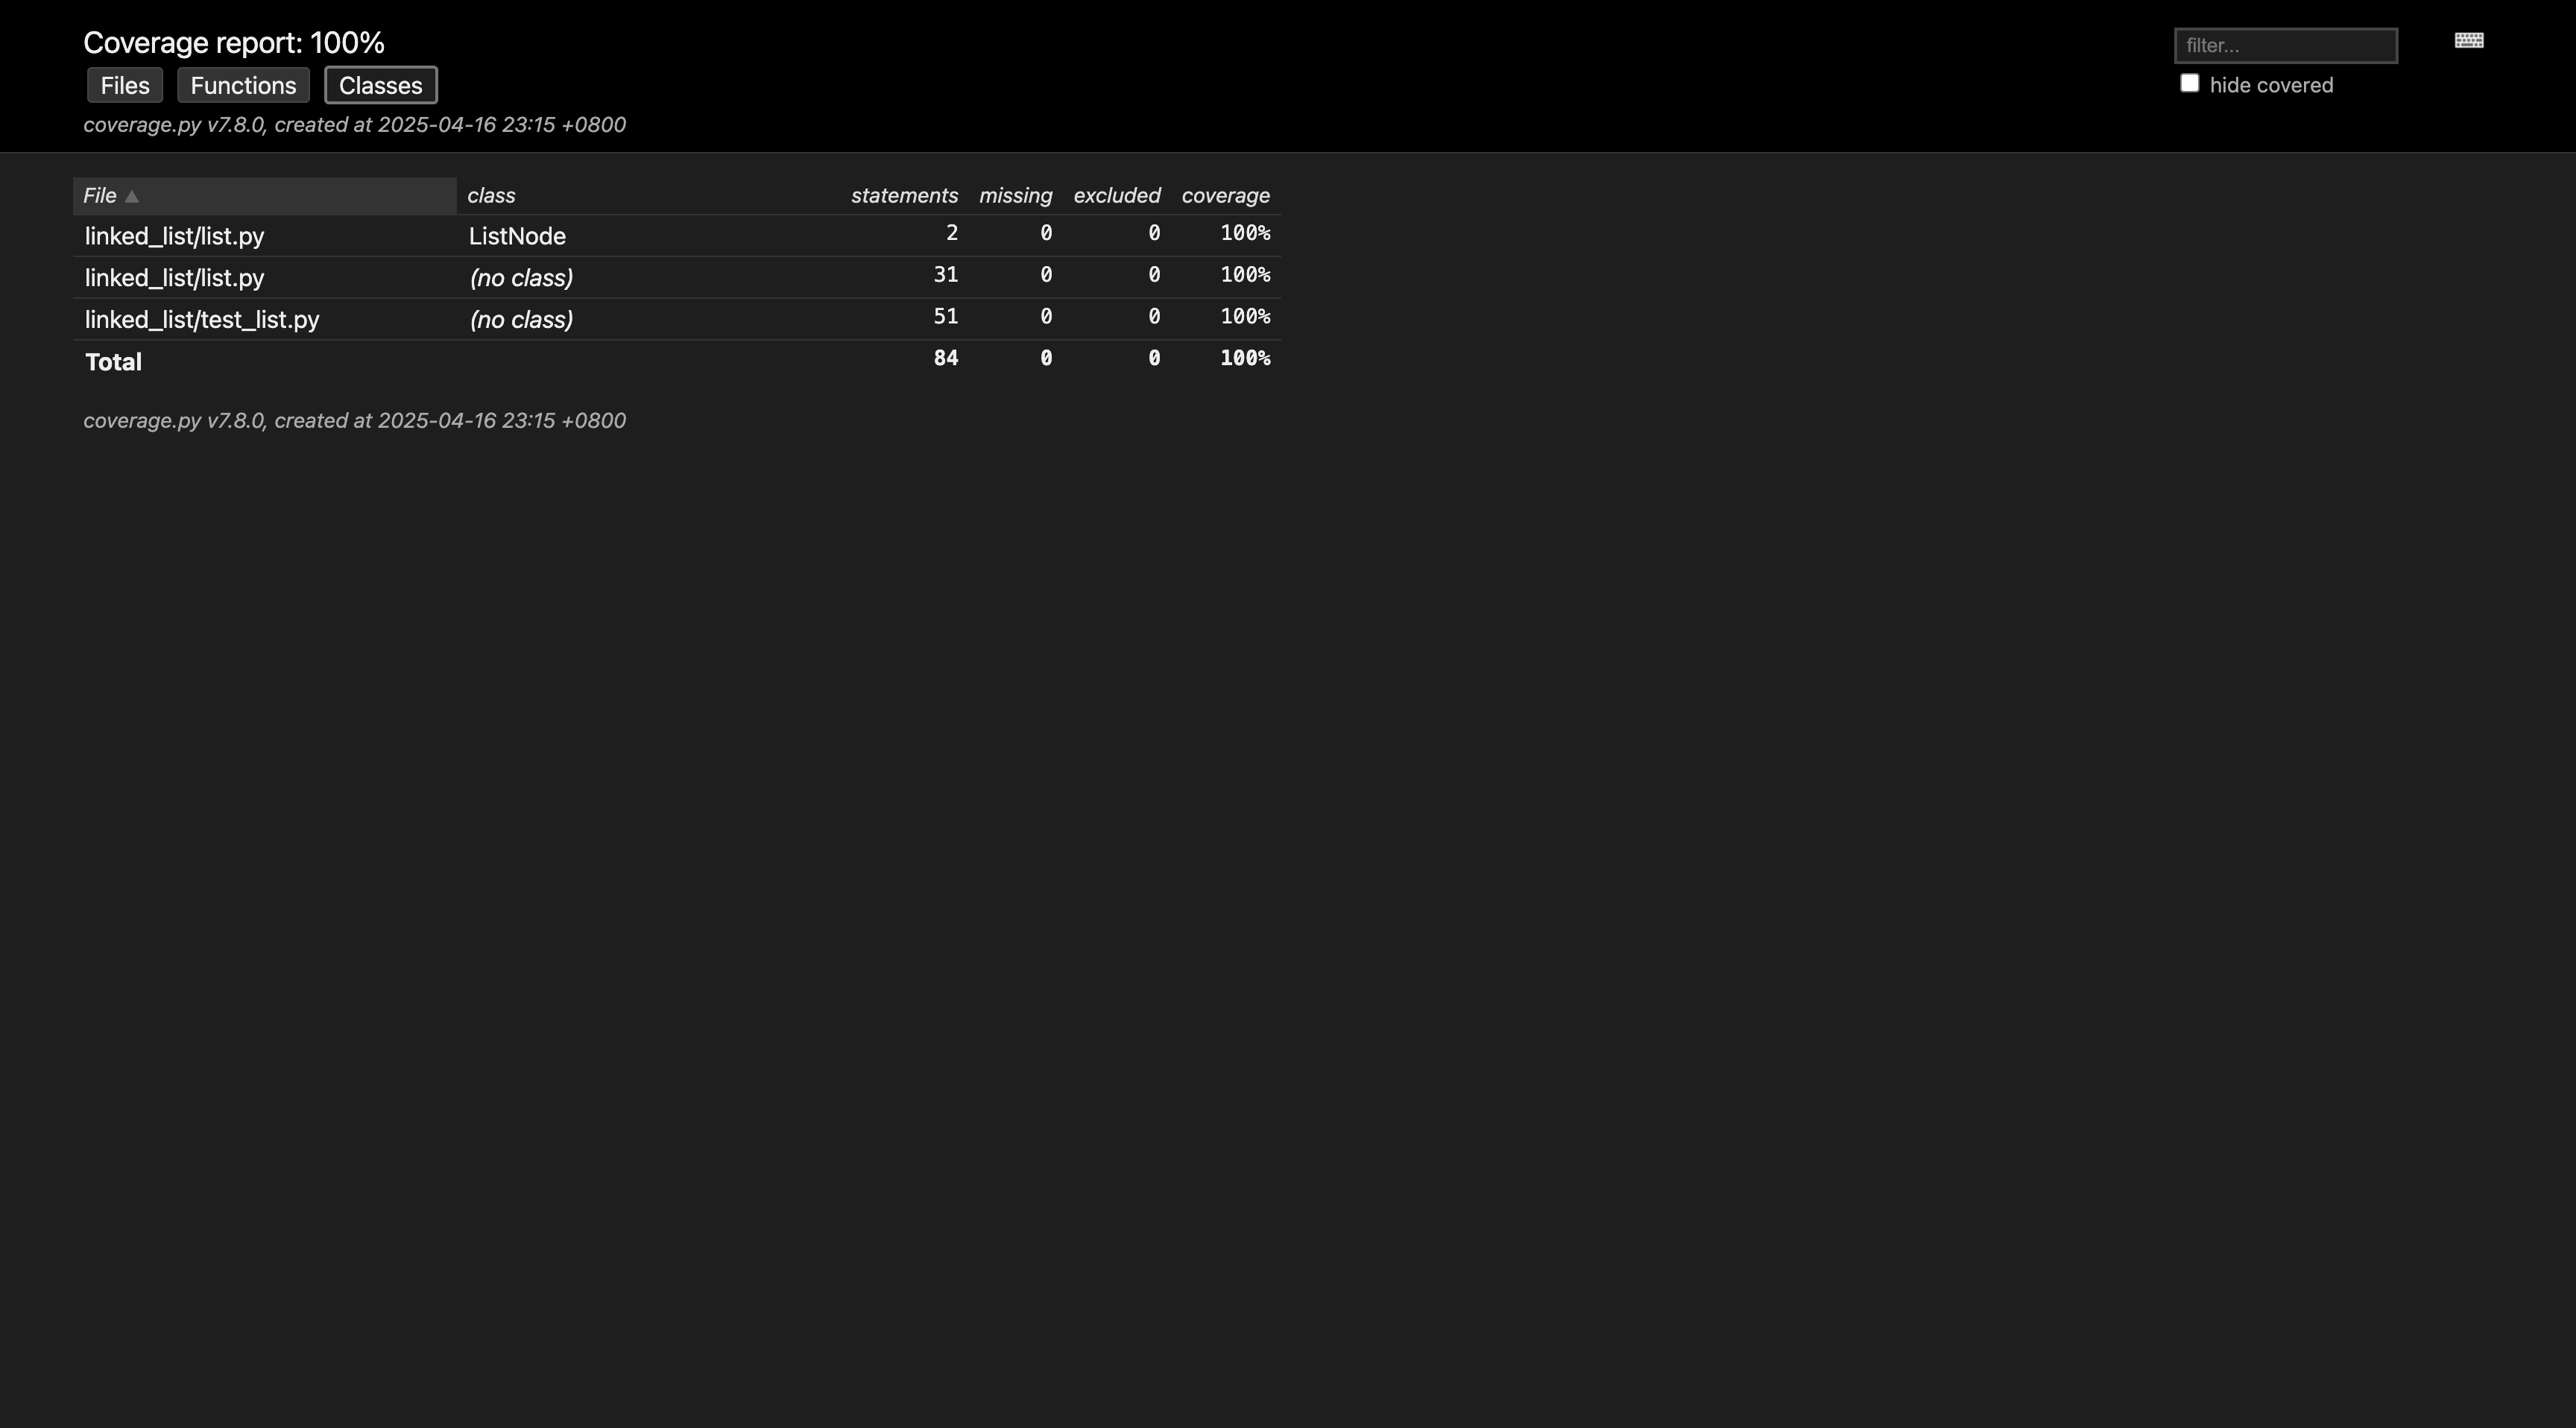 Coverage report: 100%
filter...
Files Functions Classes
hide covered
coverage.py v7.8.0, created at 2025-04-16 23:15 +0800
File class statements missing excluded coverage
linked_list/list.py ListNode 2 0 0 100%
linked_list/list.py (no class) 31 0 0 100%
linked_list/test_list.py (no class) 51 0 0 100%
Total 84 0 0 100%
coverage.py v7.8.0, created at 2025-04-16 23:15 +0800